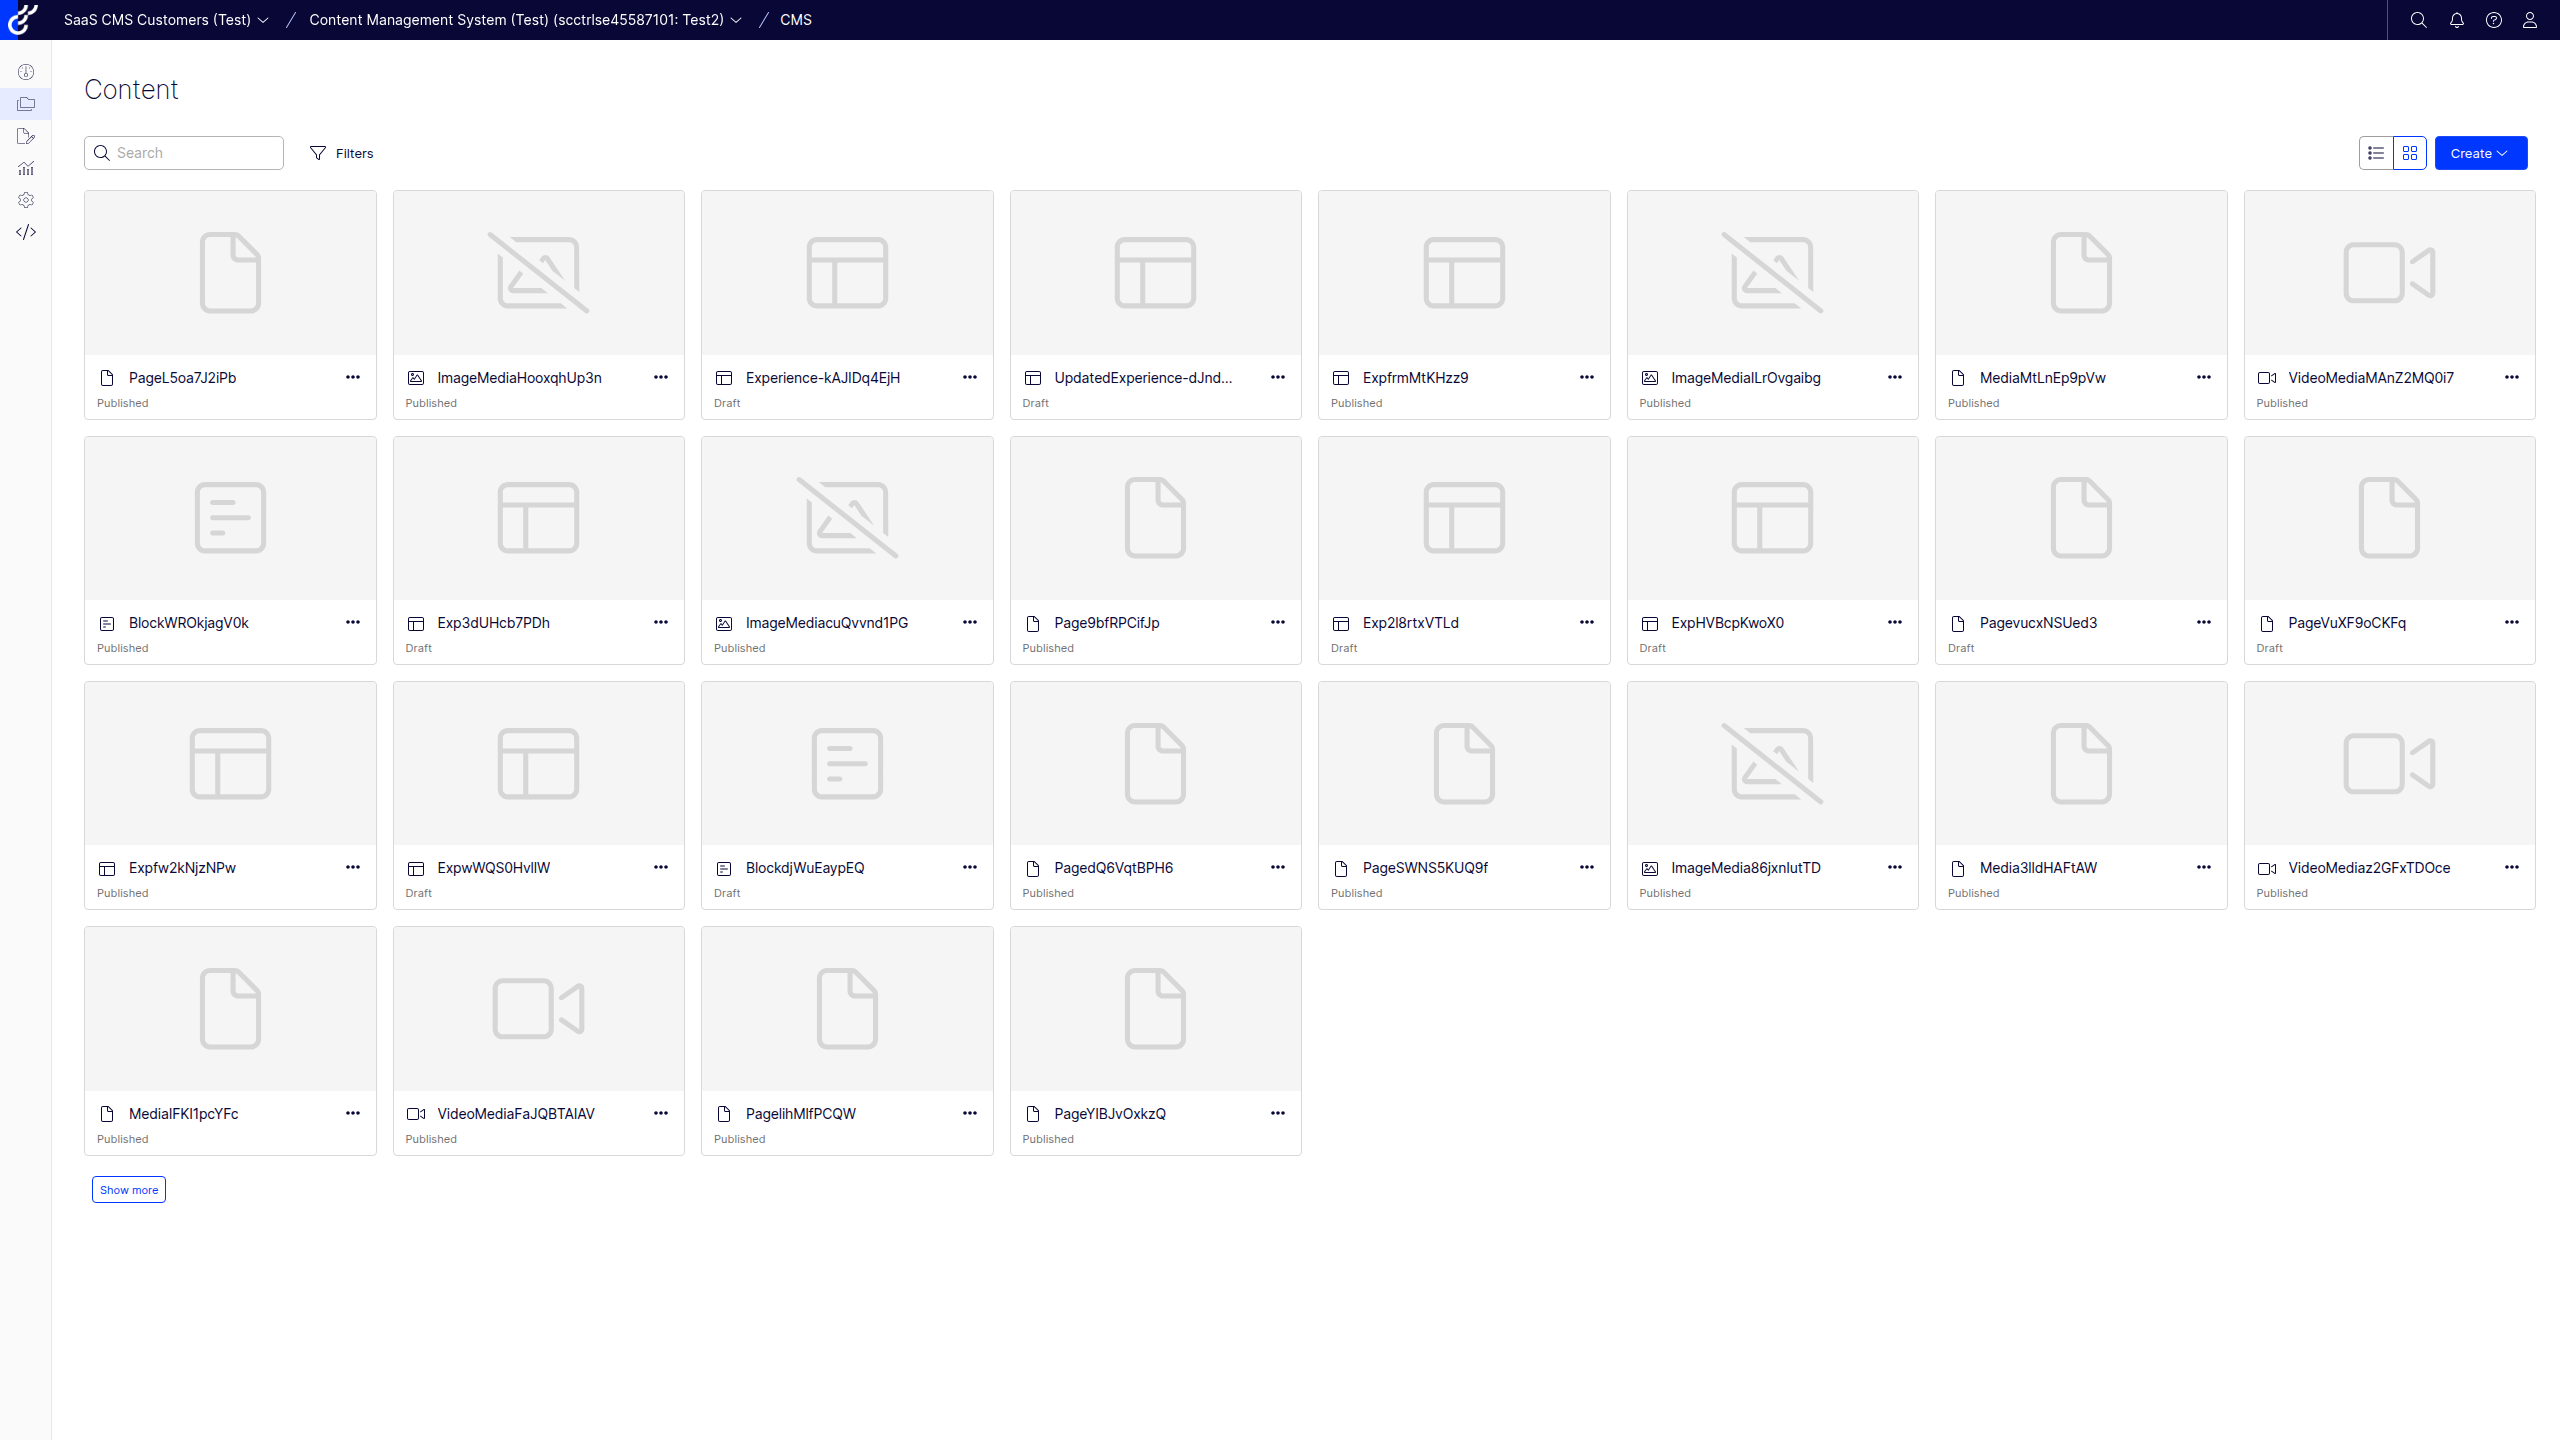 SaaS CMS Customers (Test) / Content Management System (Test) (scctrlse45587101: Test2) / CMS
Content
Search Filters Create
PageL5oa7J2iPb ImageMediaHooxqhUp3n Experience-kAJIDq4EjH UpdatedExperience-dJnd... ExpfrmMtKHzz9 ImageMediaILrOvgaibg MediaMtLnEp9pVw VideoMediaMAnZ2MQ0i7
Published Published Draft Draft Published Published Published Published
BlockWROkjagV0k Exp3dUHcb7PDh ImageMediacuQvvnd1PG Page9bfRPCifJp Exp2I8rtxVTLd ExpHVBcpKwoX0 PagevucxNSUed3 PageVuXF9oCKFq
Published Draft Published Published Draft Draft Draft Draft
Expfw2kNjzNPw ExpwWQS0HvllW BlockdjWuEaypEQ PagedQ6VqtBPH6 PageSWNS5KUQ9f ImageMedia86jxnlutTD Media3lldHAFtAW VideoMediaz2GFxTDOce
Published Draft Draft Published Published Published Published Published
MediaIFKI1pcYFc VideoMediaFaJQBTAIAV PagelihMlfPCQW PageYIBJvOxkzQ
Published Published Published Published
Show more